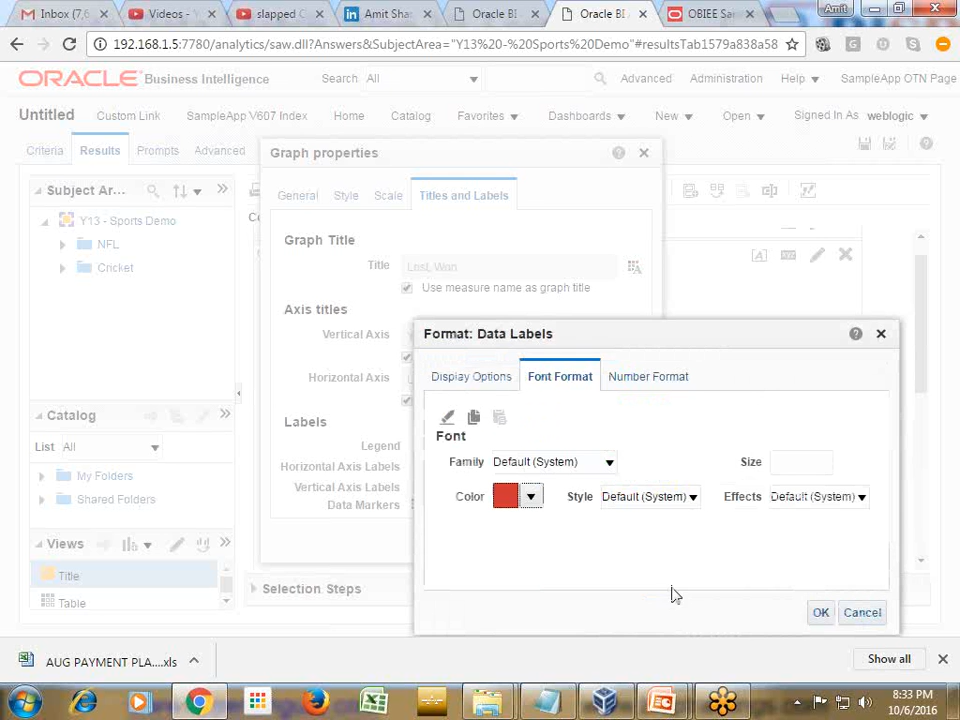 Inbox (7,6
Videos - Y
slapped C
Amit Sha
Oracle BI
Oracle BI
OBIEE Sa
Amit
192.168.1.5:7780/analytics/saw.dll?Answers&SubjectArea="Y13%20-%20Sports%20Demo"#resultsTab1579a838a58
ORACLE Business Intelligence
Search All
Advanced
Administration
Help
SampleApp OTN Page
Untitled
Custom Link
SampleApp V607 Index
Home
Catalog
Favorites
Dashboards
New
Open
Signed In As weblogic
Criteria
Results
Prompts
Advanced
Graph properties
Subject Ar...
General
Style
Scale
Titles and Labels
Y13 - Sports Demo
NFL
Cricket
Graph Title
Title Lost, Won
Use measure name as graph title
Axis titles
Vertical Axis
Horizontal Axis
Labels
Legend
Horizontal Axis Labels
Vertical Axis Labels
Data Markers
Format: Data Labels
Display Options
Font Format
Number Format
Font
Family Default (System)
Size
Color
Style Default (System)
Effects Default (System)
OK
Cancel
Catalog
List All
My Folders
Shared Folders
Views
Title
Table
Selection Steps
AUG PAYMENT PLA....xls
Show all
8:33 PM
10/6/2016